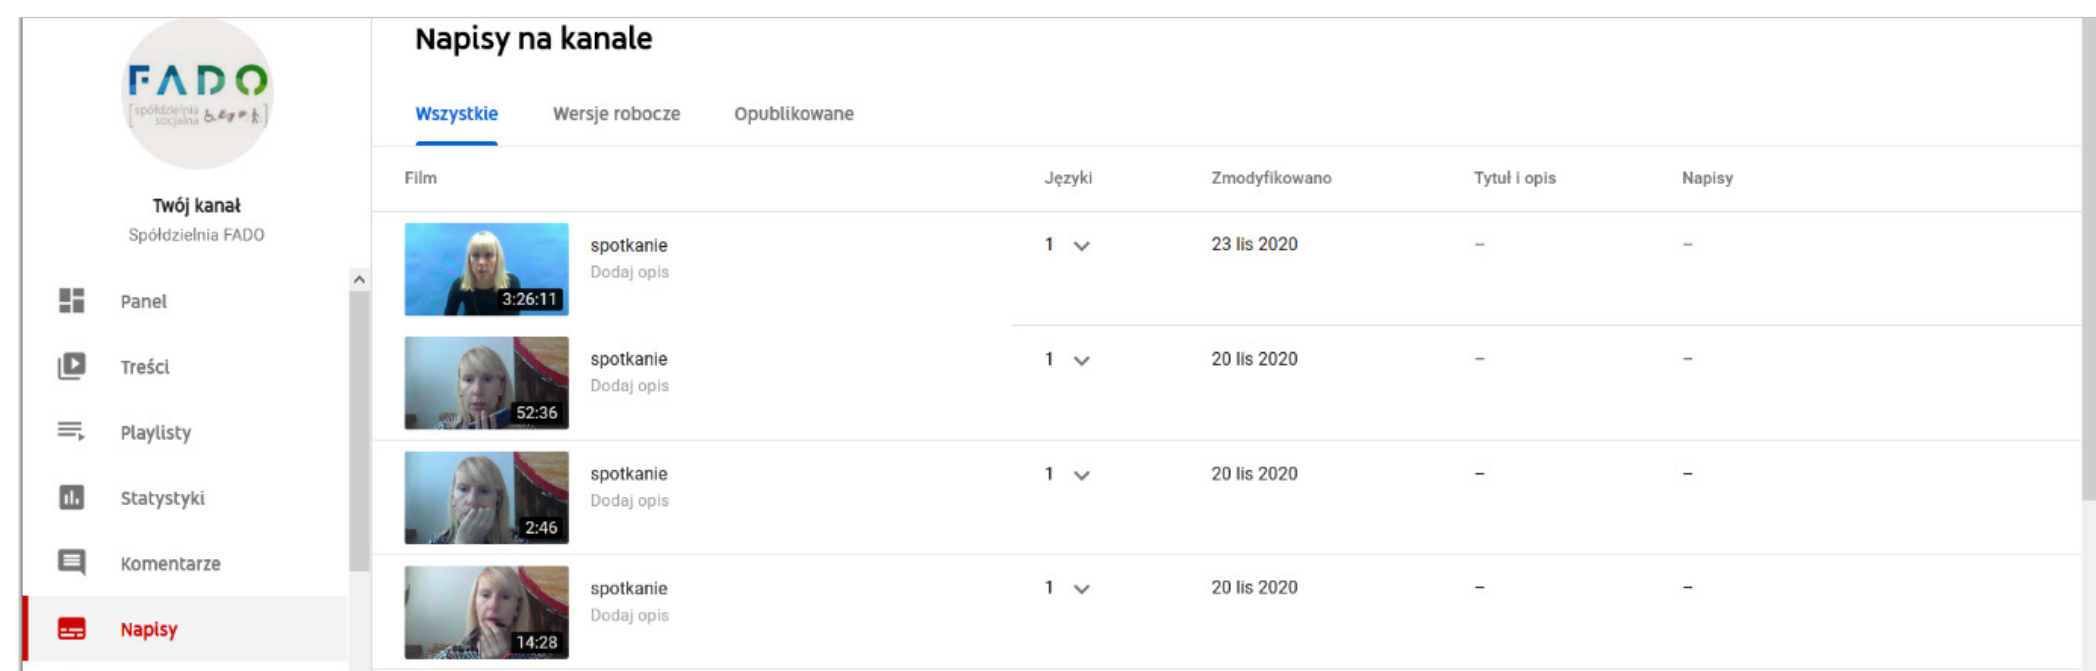 FADO
[spółdzielnia
socjalna]
Twój kanał
Spółdzielnia FADO
Panel
Treści
Playlisty
Statystyki
Komentarze
Napisy
Napisy na kanale
Wszystkie Wersje robocze Opublikowane
Film Języki Zmodyfikowano Tytuł i opis Napisy
spotkanie 1 23 lis 2020 – –
Dodaj opis
3:26:11
spotkanie 1 20 lis 2020 – –
Dodaj opis
52:36
spotkanie 1 20 lis 2020 – –
Dodaj opis
2:46
spotkanie 1 20 lis 2020 – –
Dodaj opis
14:28